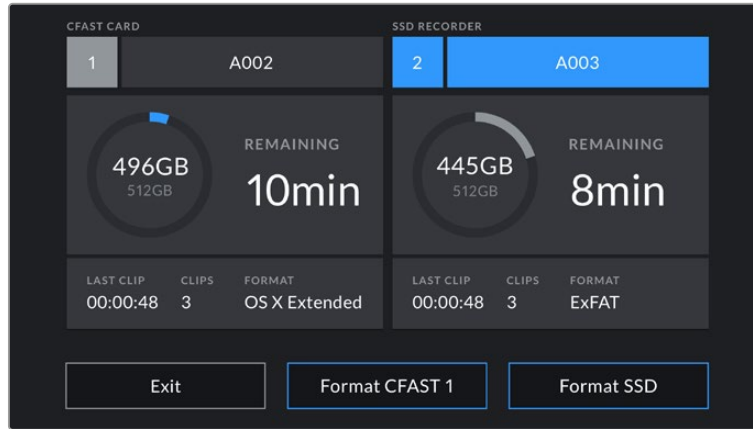 CFAST CARD
1
A002
496GB
512GB
REMAINING
10min
LAST CLIP CLIPS FORMAT
00:00:48 3 OS X Extended
SSD RECORDER
2
A003
445GB
512GB
REMAINING
8min
LAST CLIP CLIPS FORMAT
00:00:48 3 ExFAT
Exit
Format CFAST 1
Format SSD